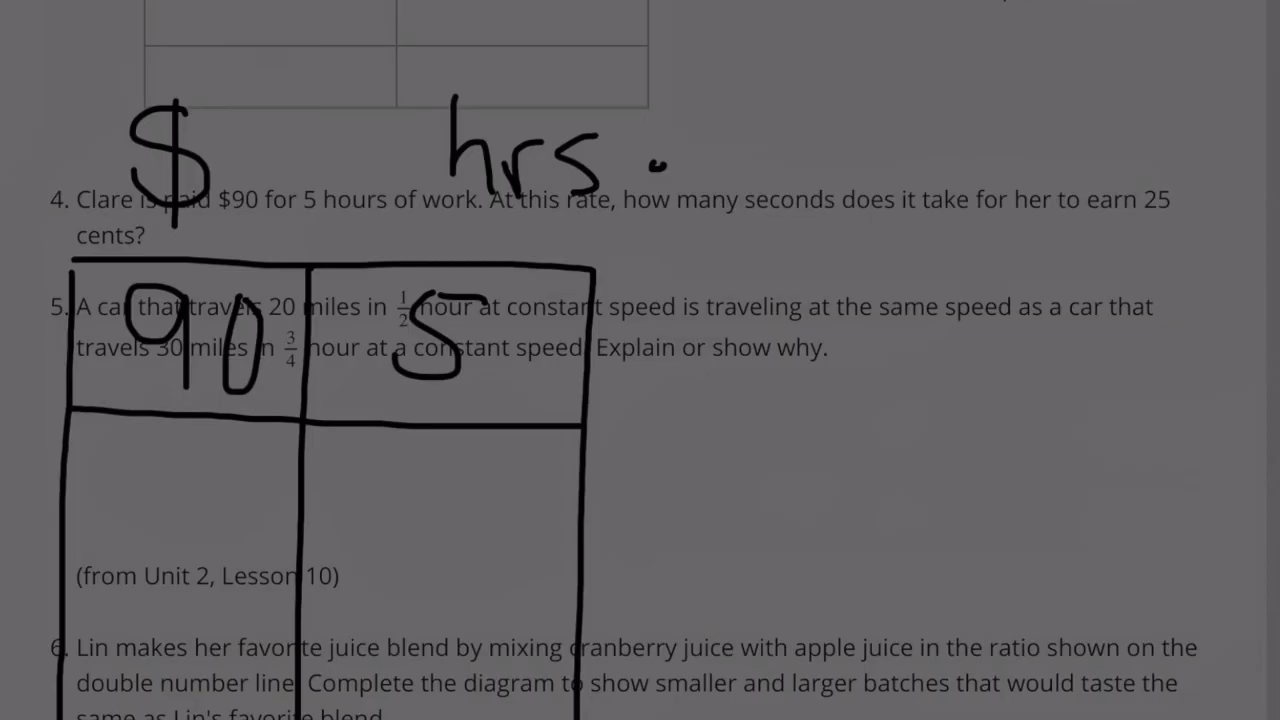 $ hrs.
4. Clare is paid $90 for 5 hours of work. At this rate, how many seconds does it take for her to earn 25
cents?
90 5
5. A car that travels 20 miles in 1/2 hour at constant speed is traveling at the same speed as a car that
travels 30 miles in 3/4 hour at a constant speed. Explain or show why.
(from Unit 2, Lesson 10)
6. Lin makes her favorite juice blend by mixing cranberry juice with apple juice in the ratio shown on the
double number line. Complete the diagram to show smaller and larger batches that would taste the
same as Lin's favorite blend.